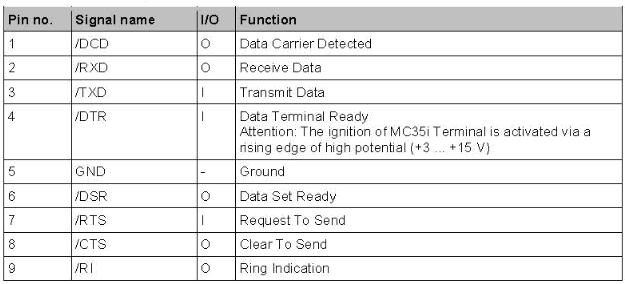 Pin no. Signal name I/O Function
1 /DCD O Data Carrier Detected
2 /RXD O Receive Data
3 /TXD I Transmit Data
4 /DTR I Data Terminal Ready
Attention: The ignition of MC35i Terminal is activated via a
rising edge of high potential (+3 ... +15 V)
5 GND - Ground
6 /DSR O Data Set Ready
7 /RTS I Request To Send
8 /CTS O Clear To Send
9 /RI O Ring Indication